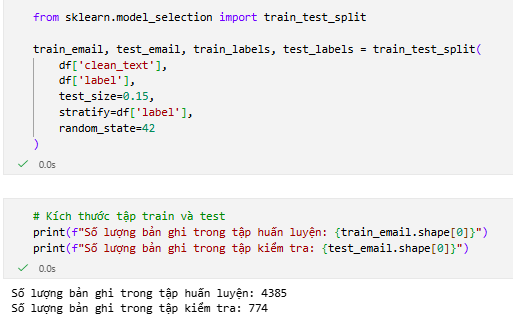 from sklearn.model_selection import train_test_split
train_email, test_email, train_labels, test_labels = train_test_split(
    df['clean_text'],
    df['label'],
    test_size=0.15,
    stratify=df['label'],
    random_state=42
)
0.0s
# Kích thước tập train và test
print(f"Số lượng bản ghi trong tập huấn luyện: {train_email.shape[0]}")
print(f"Số lượng bản ghi trong tập kiểm tra: {test_email.shape[0]}")
0.0s
Số lượng bản ghi trong tập huấn luyện: 4385
Số lượng bản ghi trong tập kiểm tra: 774